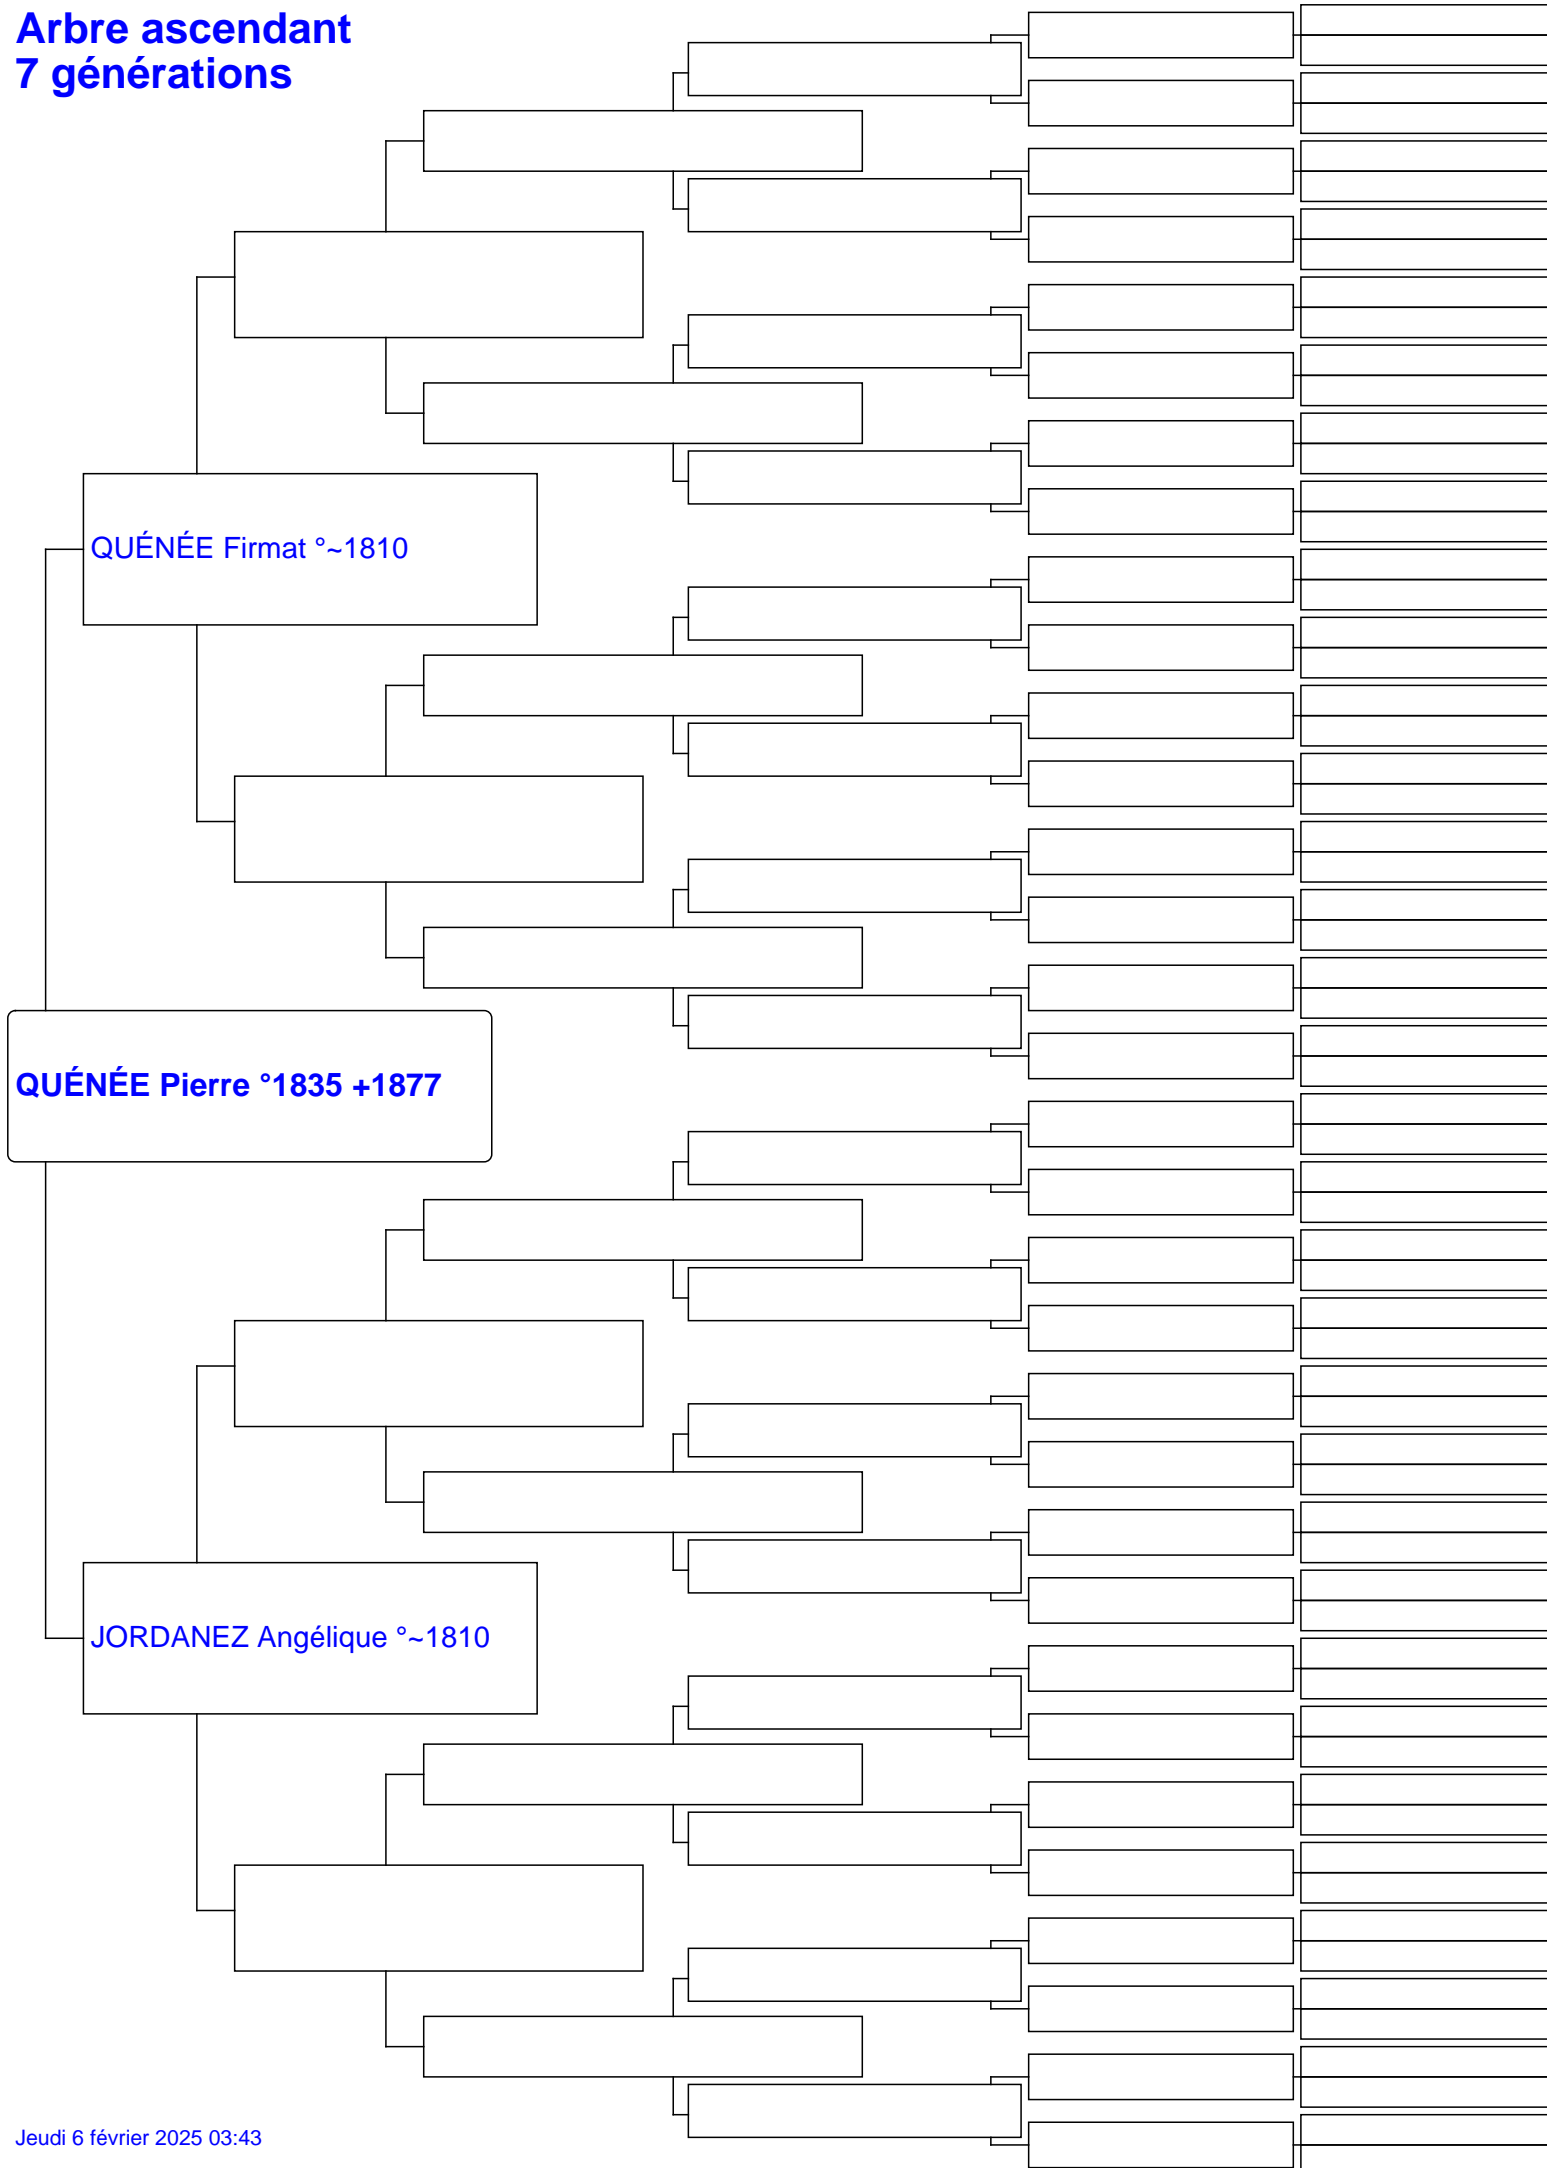 Arbre ascendant
7 générations
QUÉNÉE Firmat °~1810
QUÉNÉE Pierre °1835 +1877
JORDANEZ Angélique °~1810
Jeudi 6 février 2025 03:43